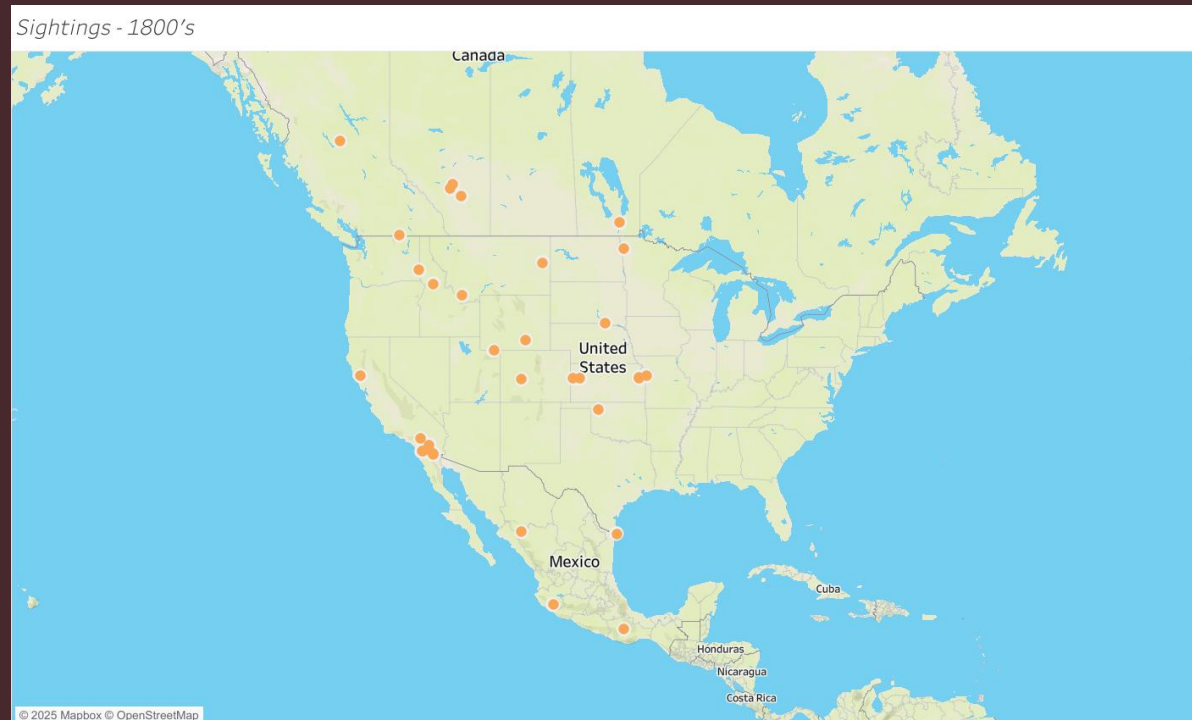 Sightings - 1800's
Canada
United
States
Mexico
Cuba
Honduras
Nicaragua
Costa Rica
© 2025 Mapbox © OpenStreetMap